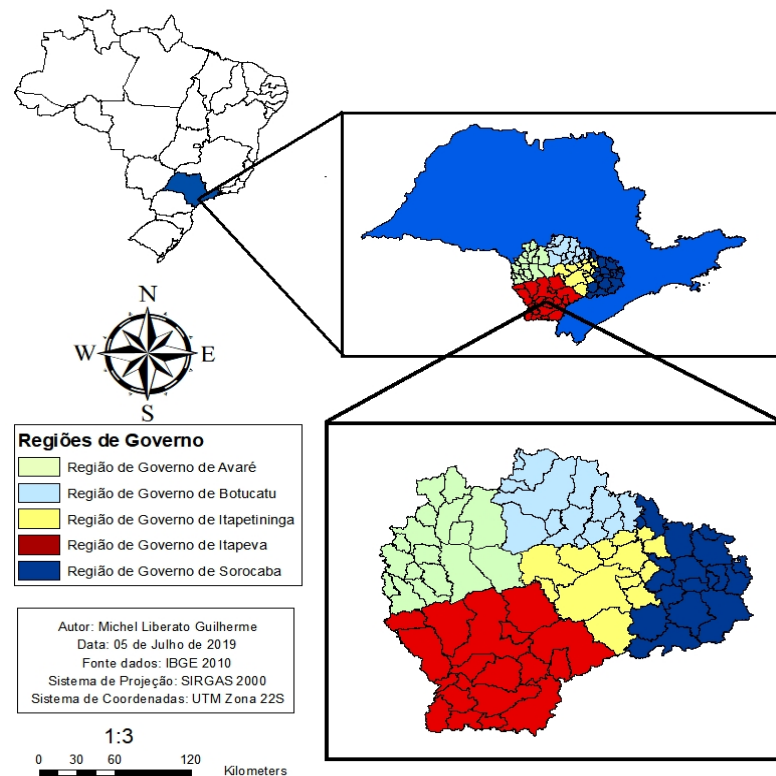 N
W E
S
Regiões de Governo
Região de Governo de Avaré
Região de Governo de Botucatu
Região de Governo de Itapetininga
Região de Governo de Itapeva
Região de Governo de Sorocaba
Autor: Michel Liberato Guilherme
Data: 05 de Julho de 2019
Fonte dados: IBGE 2010
Sistema de Projeção: SIRGAS 2000
Sistema de Coordenadas: UTM Zona 22S
1:3
0 30 60 120
Kilometers